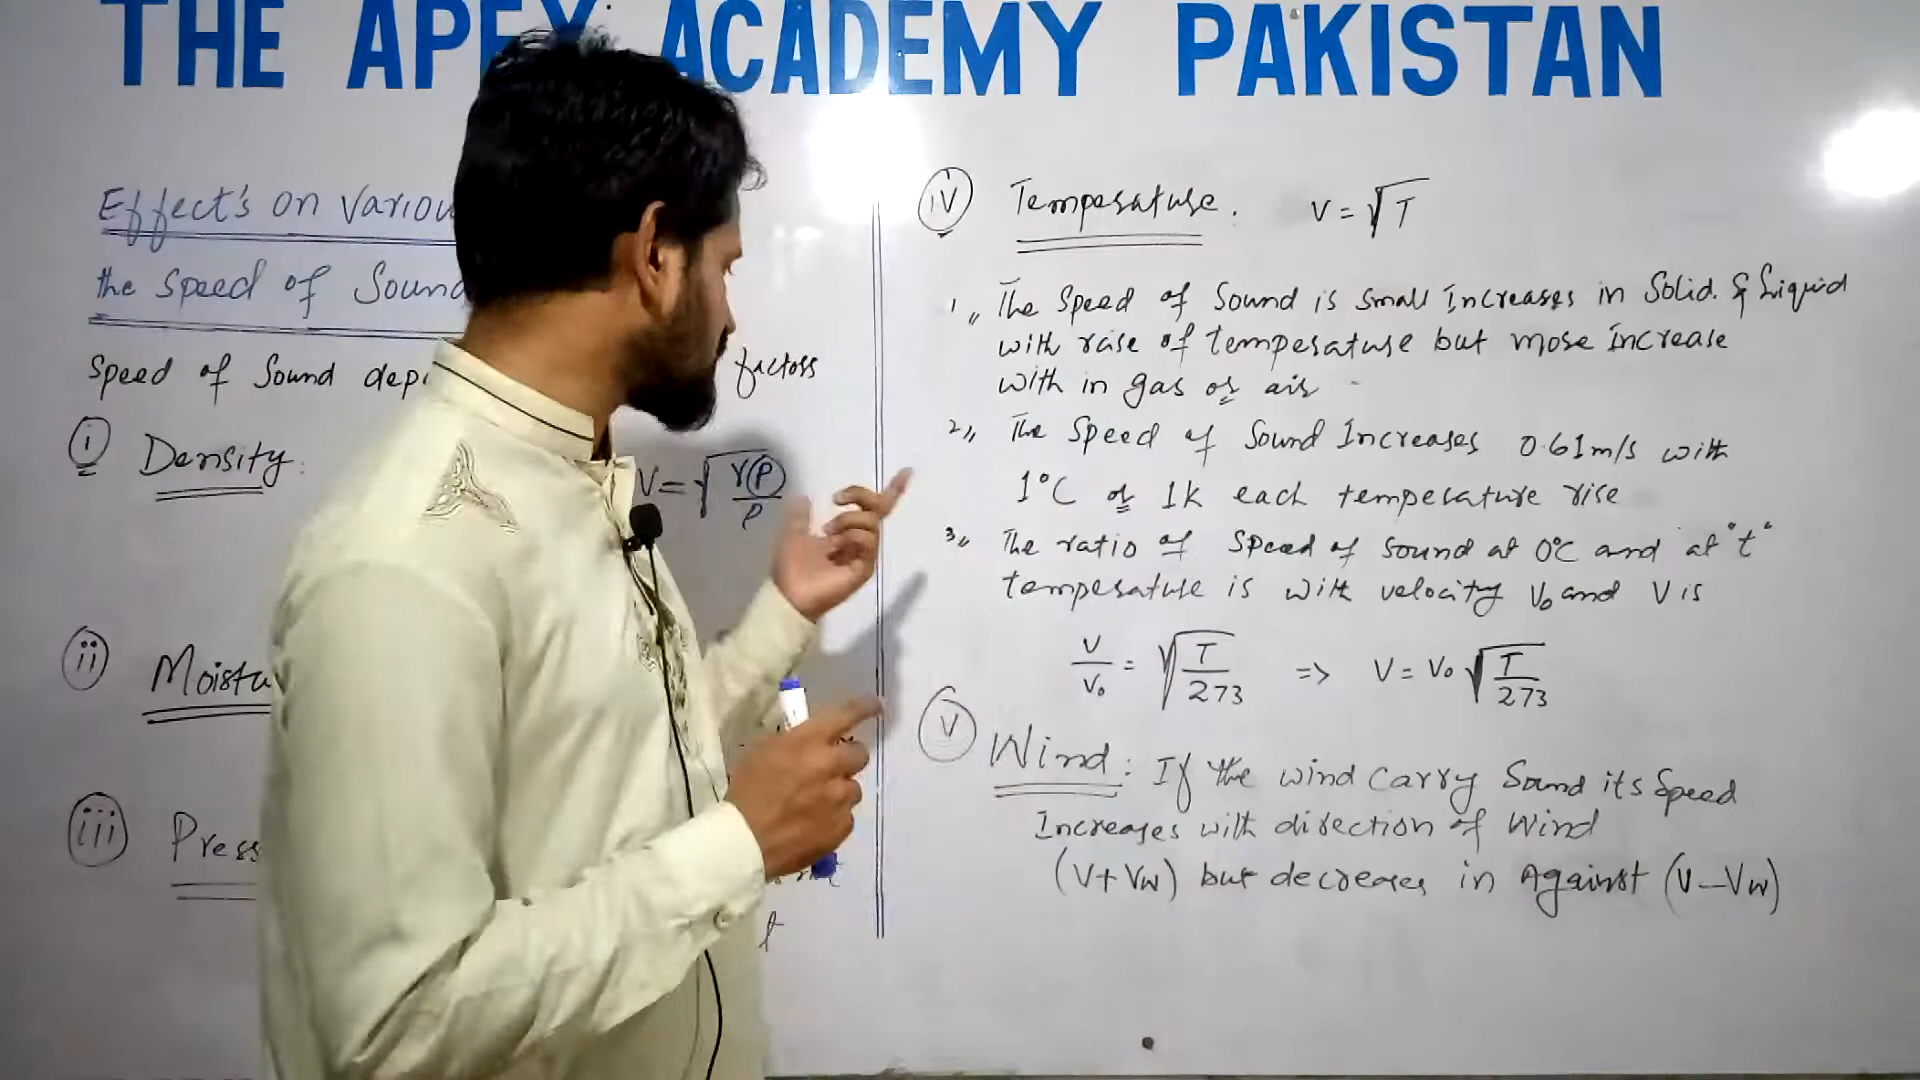 THE APEX ACADEMY PAKISTAN
Effect's on Variou
the Speed of Sound
Speed of Sound dep factors
(i) Density: V = √(γP/ρ)
(ii) Moistu
(iii) Press
(iv) Temperature. V = √T
1,, The Speed of Sound is small increases in Solid & Liquid
with raise of temperature but more increase
with in gas or air
2,, The Speed of Sound Increases 0.61m/s with
1°C or 1k each temperature rise
3,, The ratio of Speed of Sound at 0°C and at "t"
temperature is with velocity V₀ and V is
V/V₀ = √(T/273) => V = V₀ √(T/273)
(v) Wind: If the wind carry Sound its Speed
Increases with direction of Wind
(V+Vw) but decreases in Against (V-Vw)